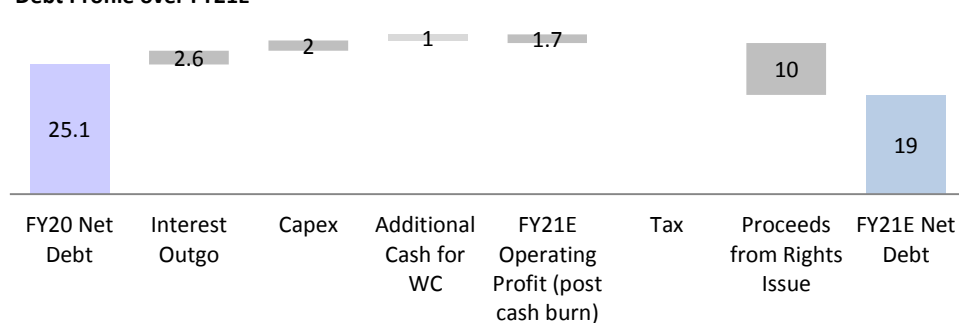 Debt Profile over FY21E
25.1
2.6
2
1
1.7
10
19
FY20 Net
Debt
Interest
Outgo
Capex
Additional
Cash for
WC
FY21E
Operating
Profit (post
cash burn)
Tax
Proceeds
from Rights
Issue
FY21E Net
Debt